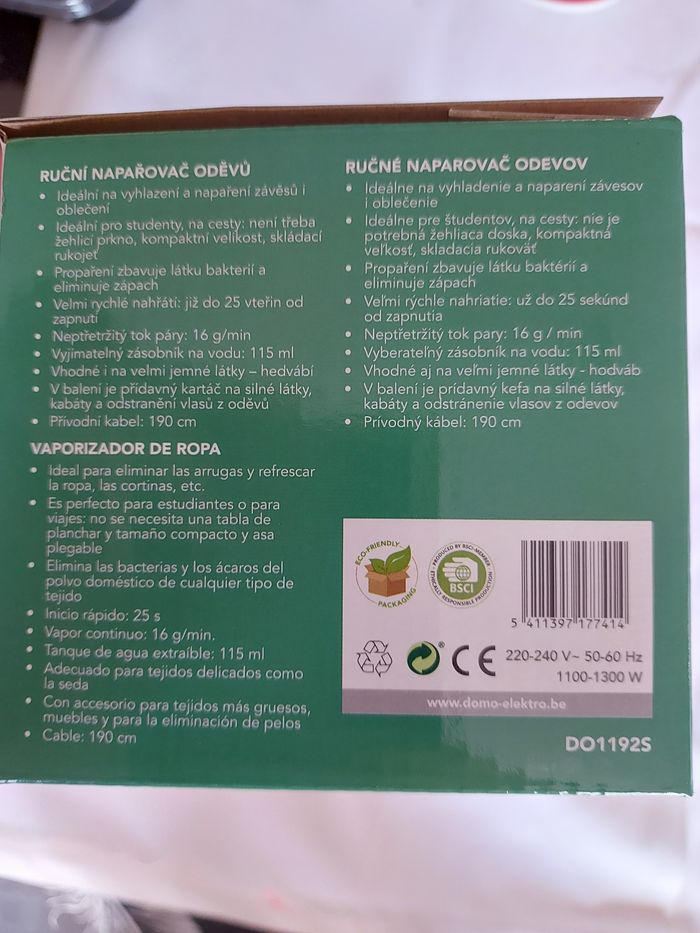 RUČNÍ NAPAŘOVAČ ODĚVŮ
• Ideální na vyhlazení a napaření závěsů i
oblečení
• Ideální pro studenty, na cesty: není třeba
žehlicí prkno, kompaktní velikost, skládací
rukojeť
• Propaření zbavuje látku bakterií a
eliminuje zápach
• Velmi rychlé nahřátí: již do 25 vteřin od
zapnutí
• Neptřetržitý tok páry: 16 g/min
• Vyjímatelný zásobník na vodu: 115 ml
• Vhodné i na velmi jemné látky – hedvábí
• V balení je přídavný kartáč na silné látky,
kabáty a odstranění vlasů z oděvů
• Přívodní kabel: 190 cm
VAPORIZADOR DE ROPA
• Ideal para eliminar las arrugas y refrescar
la ropa, las cortinas, etc.
• Es perfecto para estudiantes o para
viajes: no se necesita una tabla de
planchar y tamaño compacto y asa
plegable
• Elimina las bacterias y los ácaros del
polvo doméstico de cualquier tipo de
tejido
• Inicio rápido: 25 s
• Vapor continuo: 16 g/min.
• Tanque de agua extraíble: 115 ml
• Adecuado para tejidos delicados como
la seda
• Con accesorio para tejidos más gruesos,
muebles y para la eliminación de pelos
• Cable: 190 cm
RUČNÉ NAPAROVAČ ODEVOV
• Ideálne na vyhladenie a naparení závesov
i oblečenie
• Ideálne pre študentov, na cesty: nie je
potrebná žehliaca doska, kompaktná
veľkosť, skladacia rukoväť
• Propaření zbavuje látku baktérií a
eliminuje zápach
• Veľmi rýchle nahriatie: už do 25 sekúnd
od zapnutia
• Neptřetržitý tok pary: 16 g / min
• Vyberateľný zásobník na vodu: 115 ml
• Vhodné aj na veľmi jemné látky - hodváb
• V balení je prídavný kefa na silné látky,
kabáty a odstránenie vlasov z odevov
• Prívodný kábel: 190 cm
ECO-FRIENDLY
PACKAGING
PRODUCED BY BSCI-MEMBER
BSCI
ETHICALLY RESPONSIBLE PRODUCTION
5 411397 177414
® CE
220-240 V~ 50-60 Hz
1100-1300 W
www.domo-elektro.be
DO1192S